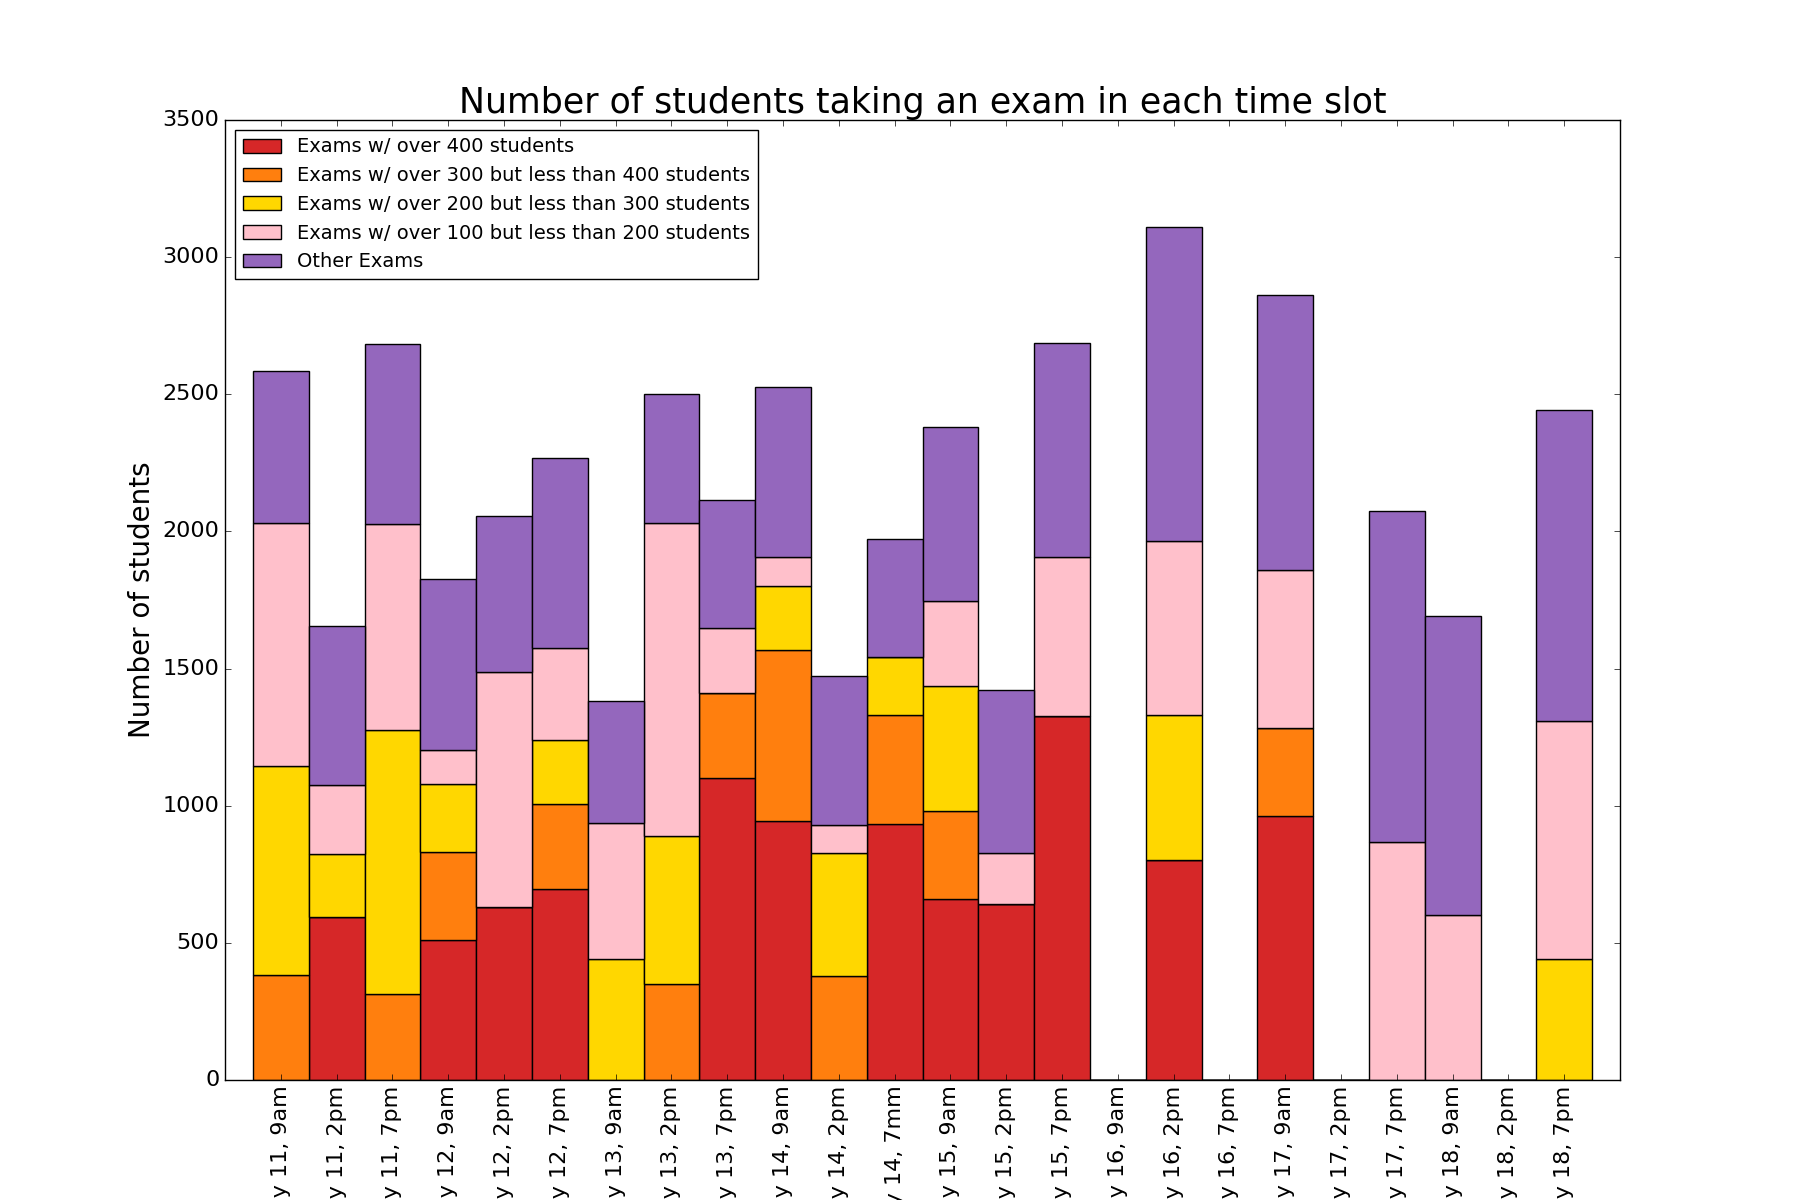 Number of students taking an exam in each time slot
Exams w/ over 400 students
Exams w/ over 300 but less than 400 students
Exams w/ over 200 but less than 300 students
Exams w/ over 100 but less than 200 students
Other Exams
Number of students
3500
3000
2500
2000
1500
1000
500
0
y 11, 9am
y 11, 2pm
y 11, 7pm
y 12, 9am
y 12, 2pm
y 12, 7pm
y 13, 9am
y 13, 2pm
y 13, 7pm
y 14, 9am
y 14, 2pm
y 14, 7mm
y 15, 9am
y 15, 2pm
y 15, 7pm
y 16, 9am
y 16, 2pm
y 16, 7pm
y 17, 9am
y 17, 2pm
y 17, 7pm
y 18, 9am
y 18, 2pm
y 18, 7pm